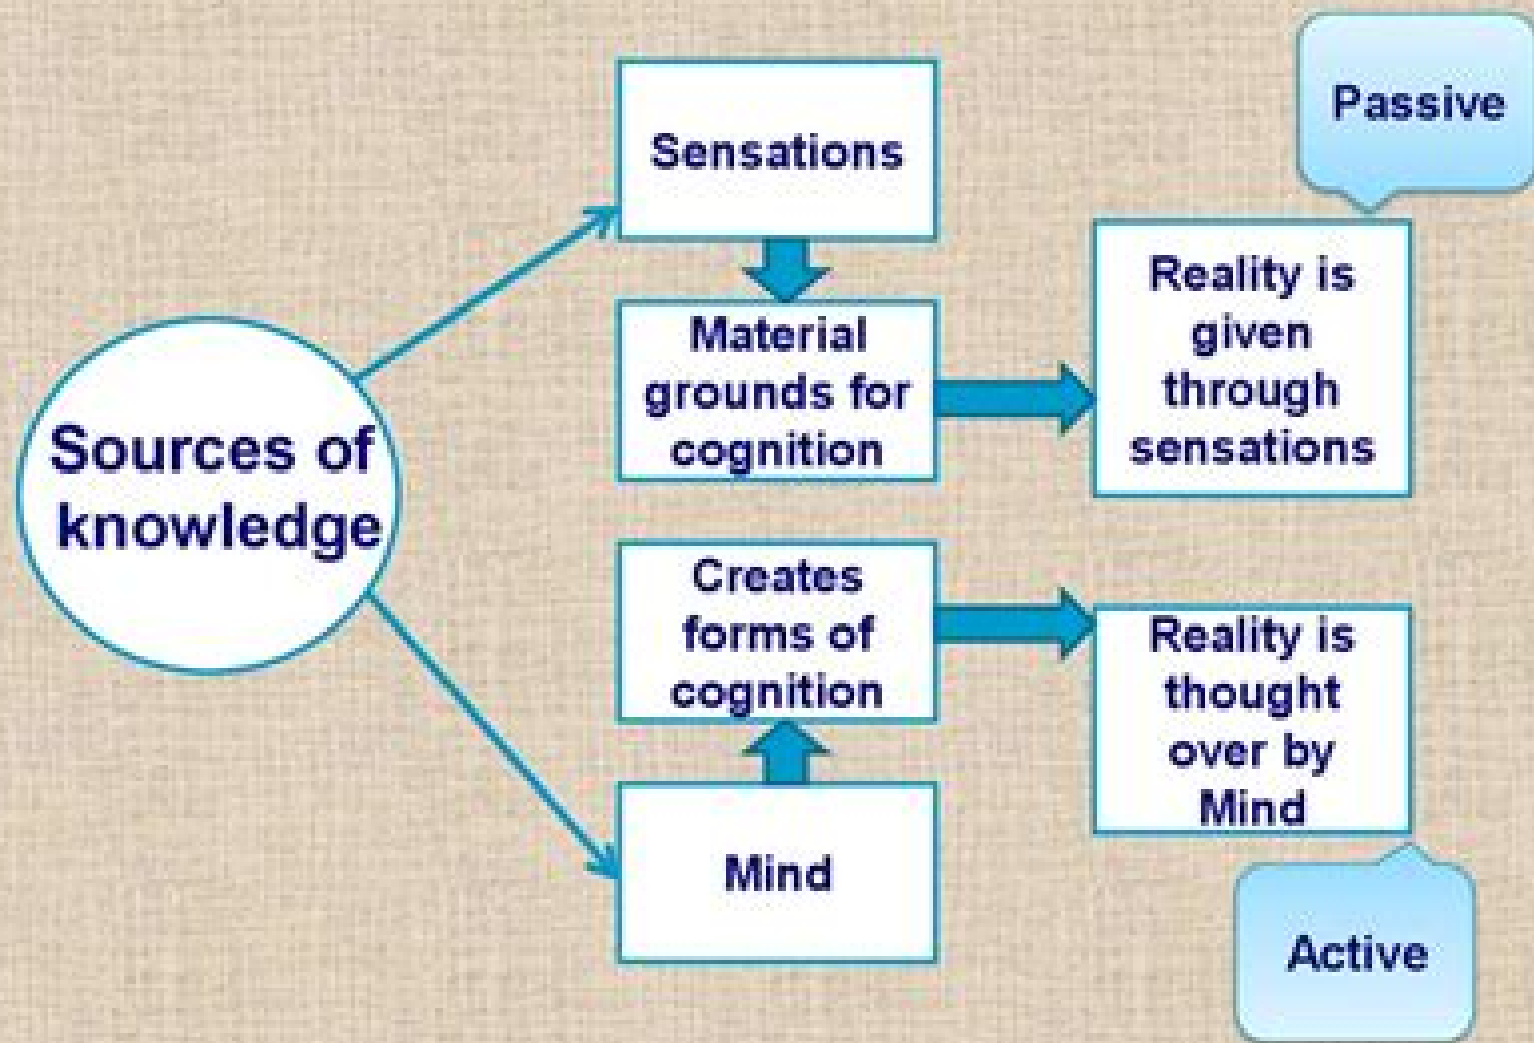 Sources of
knowledge
Sensations
Material
grounds for
cognition
Passive
Reality is
given
through
sensations
Creates
forms of
cognition
Mind
Reality is
thought
over by
Mind
Active